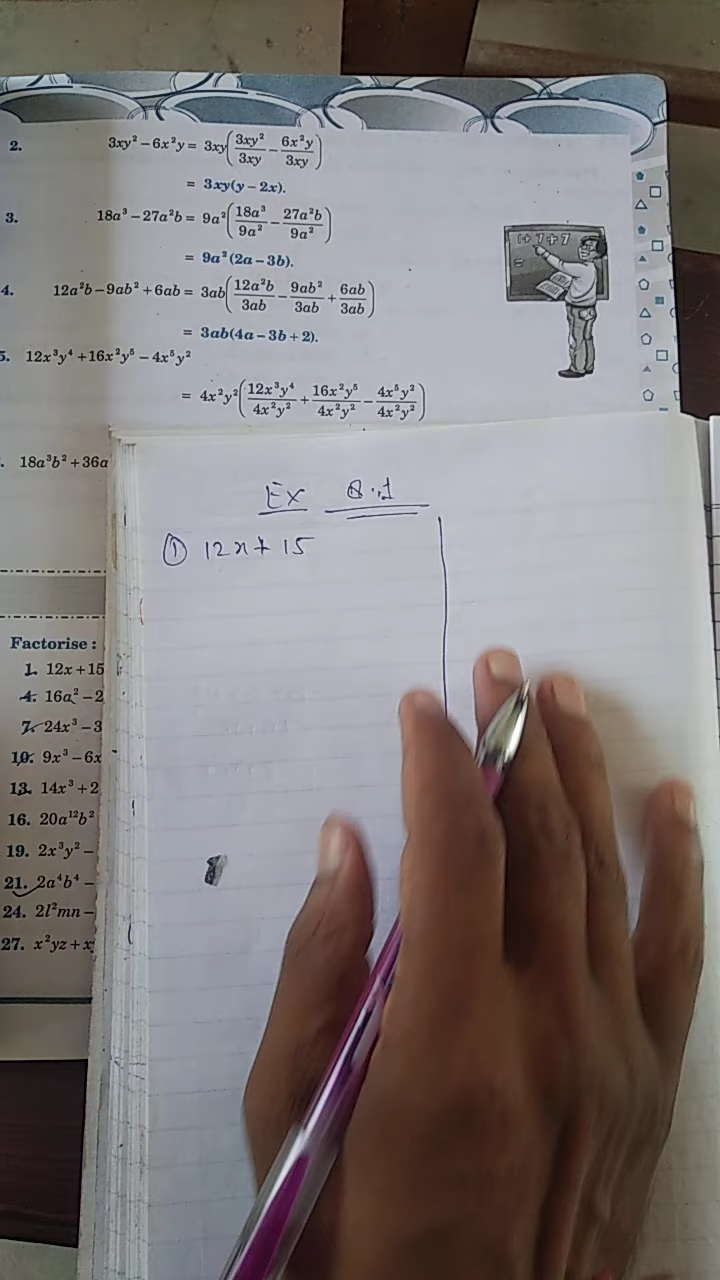 2. 3xy² − 6x²y = 3xy(3xy²/3xy − 6x²y/3xy)
= 3xy(y − 2x).
3. 18a³ − 27a²b = 9a²(18a³/9a² − 27a²b/9a²)
= 9a²(2a − 3b).
4. 12a²b − 9ab² + 6ab = 3ab(12a²b/3ab − 9ab²/3ab + 6ab/3ab)
= 3ab(4a − 3b + 2).
5. 12x³y⁴ + 16x²y⁵ − 4x⁵y²
= 4x²y²(12x³y⁴/4x²y² + 16x²y⁵/4x²y² − 4x⁵y²/4x²y²)
1 + 7 + 7
=
. 18a³b² + 36a
Ex 8.1
① 12x + 15
Factorise :
1. 12x + 15
4. 16a² − 2
7. 24x³ − 3
10. 9x³ − 6x
13. 14x³ + 2
16. 20a¹²b²
19. 2x³y² −
21. 2a⁴b⁴ −
24. 2l²mn −
27. x²yz + x